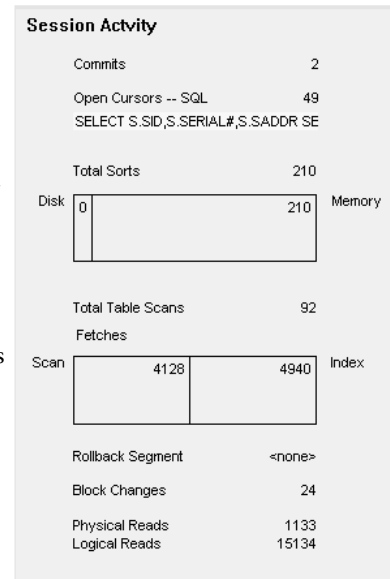 Session Actvity
Commits 2
Open Cursors -- SQL 49
SELECT S.SID,S.SERIAL#,S.SADDR SE
Total Sorts 210
Disk 0 210 Memory
Total Table Scans 92
Fetches
s
Scan 4128 4940 Index
Rollback Segment <none>
Block Changes 24
Physical Reads 1133
Logical Reads 15134